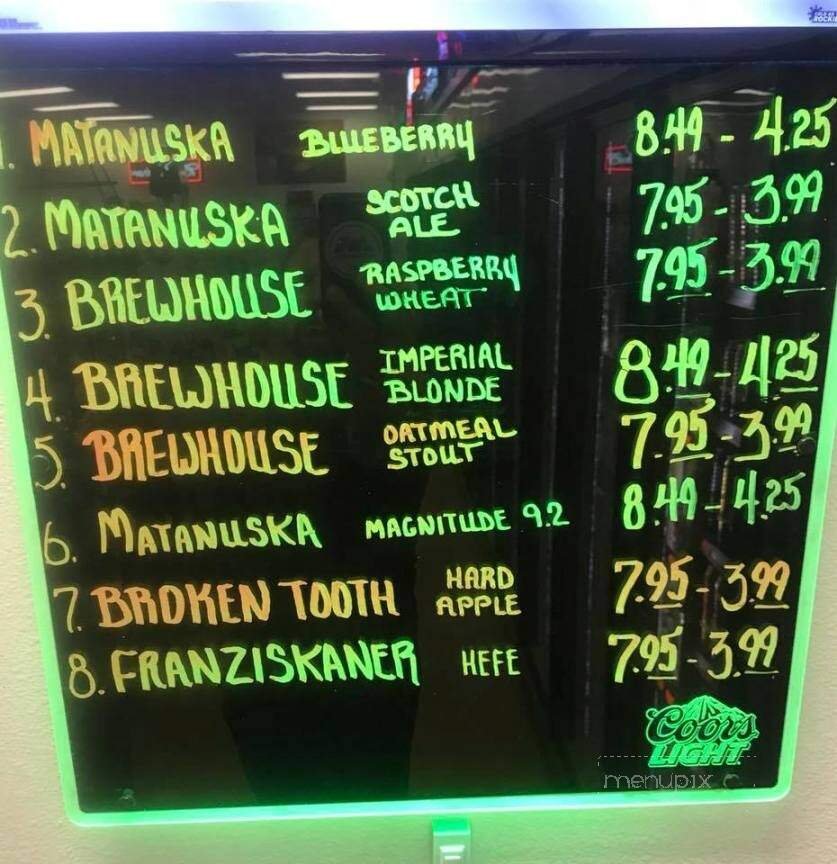 1. MATANUSKA BLUEBERRY 8.49 - 4.25
2. MATANUSKA SCOTCH ALE 7.95 - 3.99
3. BREWHOUSE RASPBERRY WHEAT 7.95 - 3.99
4. BREWHOUSE IMPERIAL BLONDE 8.49 - 4.25
5. BREWHOUSE OATMEAL STOUT 7.95 - 3.99
6. MATANUSKA MAGNITUDE 9.2 8.49 - 4.25
7. BROKEN TOOTH HARD APPLE 7.95 - 3.99
8. FRANZISKANER HEFE 7.95 - 3.99
Coors
LIGHT
menupix